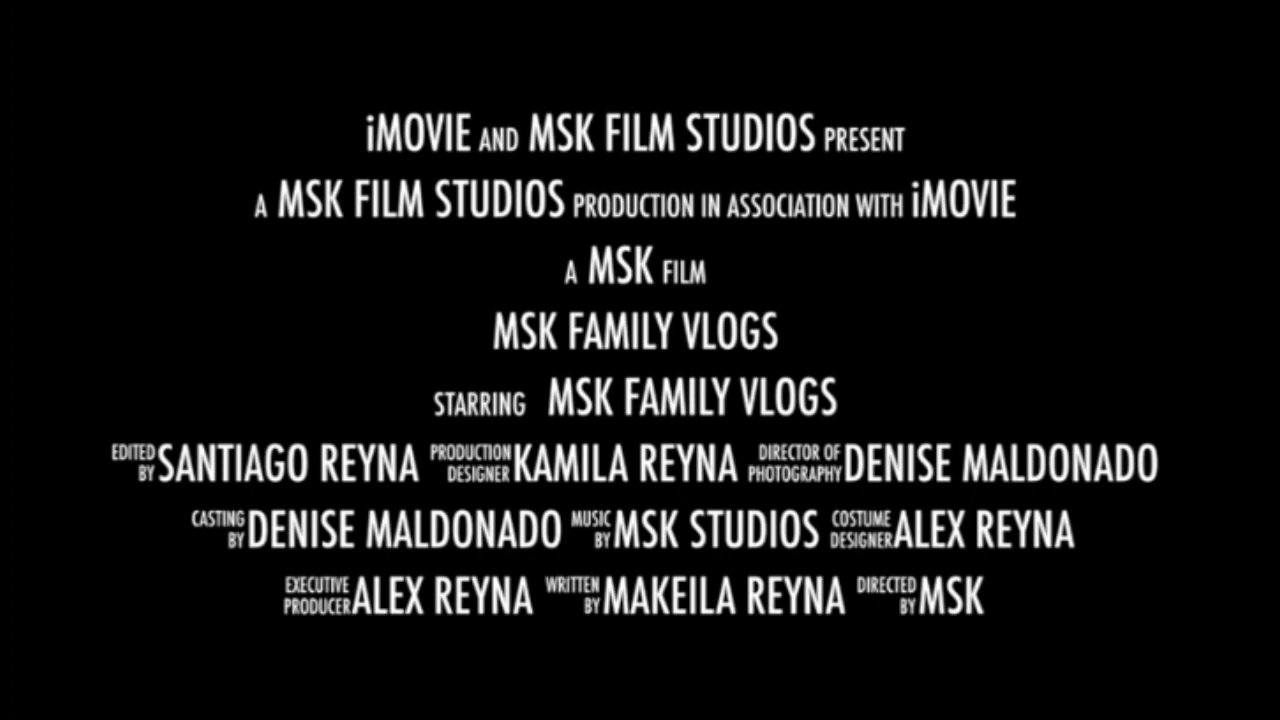 iMOVIE AND MSK FILM STUDIOS PRESENT
A MSK FILM STUDIOS PRODUCTION IN ASSOCIATION WITH iMOVIE
A MSK FILM
MSK FAMILY VLOGS
STARRING MSK FAMILY VLOGS
EDITED BY SANTIAGO REYNA PRODUCTION DESIGNER KAMILA REYNA DIRECTOR OF PHOTOGRAPHY DENISE MALDONADO
CASTING BY DENISE MALDONADO MUSIC BY MSK STUDIOS COSTUME DESIGNER ALEX REYNA
EXECUTIVE PRODUCER ALEX REYNA WRITTEN BY MAKEILA REYNA DIRECTED BY MSK